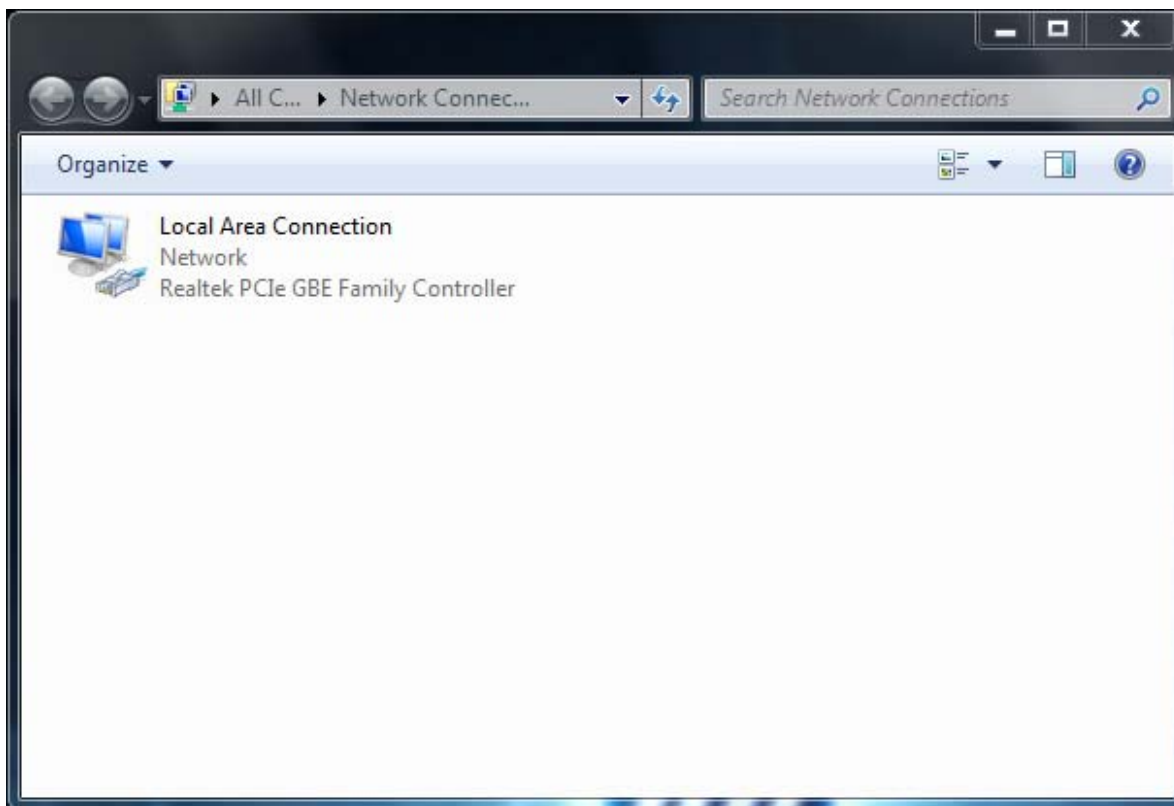 All C... Network Connec... Search Network Connections
Organize
Local Area Connection
Network
Realtek PCIe GBE Family Controller